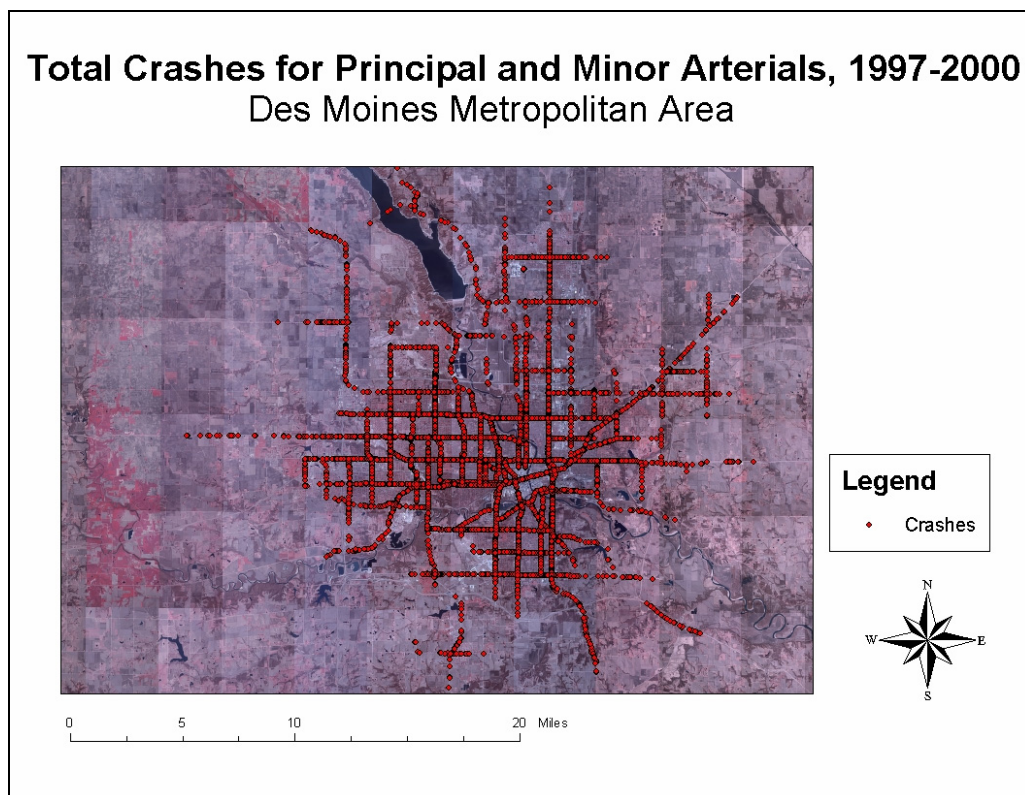 Total Crashes for Principal and Minor Arterials, 1997-2000
Des Moines Metropolitan Area
Legend
Crashes
N
W E
S
0 5 10 20 Miles